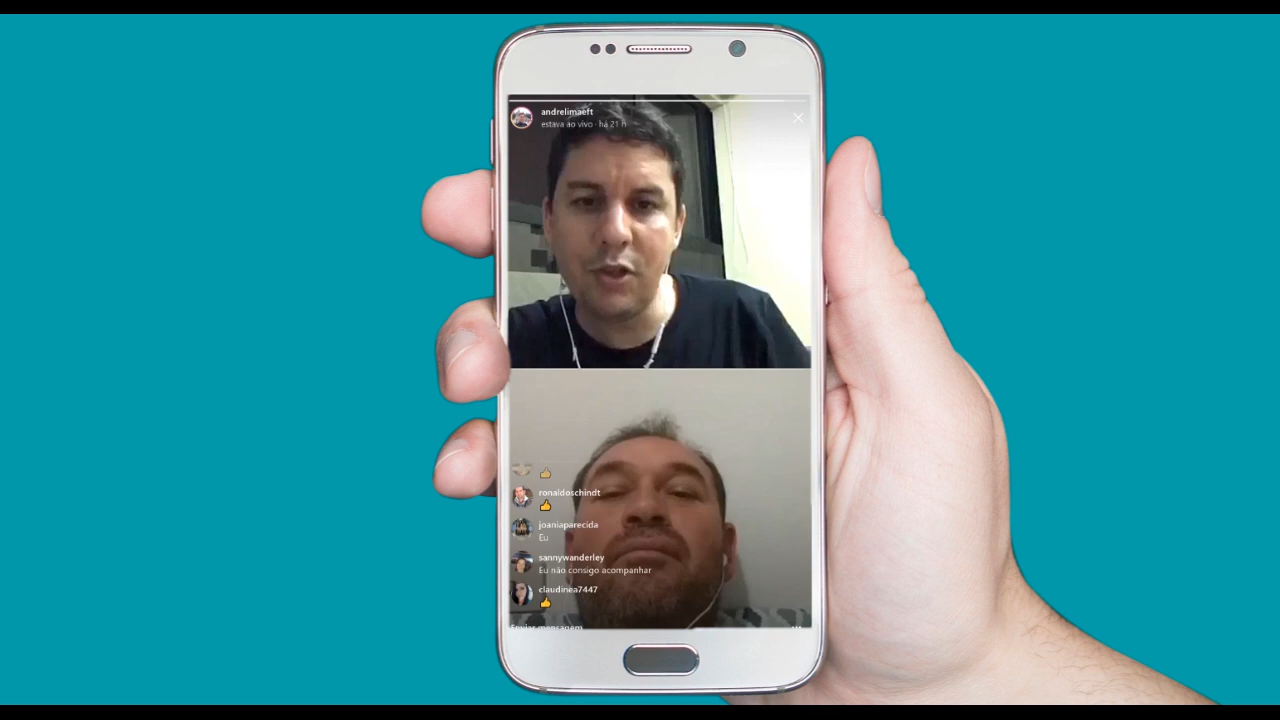 andrelimaeft
estava ao vivo · há 21 h
ronaldoschindt
joaniaparecida
Eu
sannywanderley
Eu não consigo acompanhar
claudinea7447
Enviar mensagem